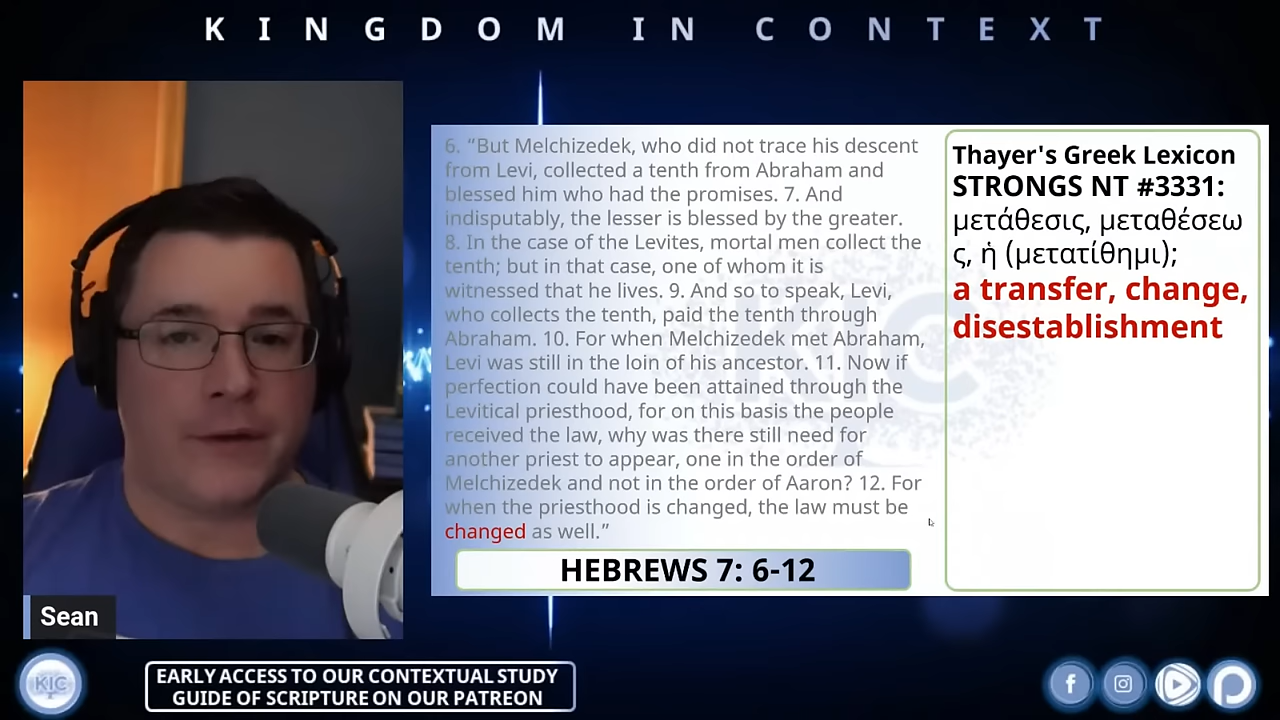 KINGDOM IN CONTEXT
6. “But Melchizedek, who did not trace his descent
from Levi, collected a tenth from Abraham and
blessed him who had the promises. 7. And
indisputably, the lesser is blessed by the greater.
8. In the case of the Levites, mortal men collect the
tenth; but in that case, one of whom it is
witnessed that he lives. 9. And so to speak, Levi,
who collects the tenth, paid the tenth through
Abraham. 10. For when Melchizedek met Abraham,
Levi was still in the loin of his ancestor. 11. Now if
perfection could have been attained through the
Levitical priesthood, for on this basis the people
received the law, why was there still need for
another priest to appear, one in the order of
Melchizedek and not in the order of Aaron? 12. For
when the priesthood is changed, the law must be
changed as well.”
HEBREWS 7: 6-12
Thayer's Greek Lexicon
STRONGS NT #3331:
μετάθεσις, μεταθέσεω
ς, ἡ (μετατίθημι);
a transfer, change,
disestablishment
Sean
KIC
EARLY ACCESS TO OUR CONTEXTUAL STUDY
GUIDE OF SCRIPTURE ON OUR PATREON